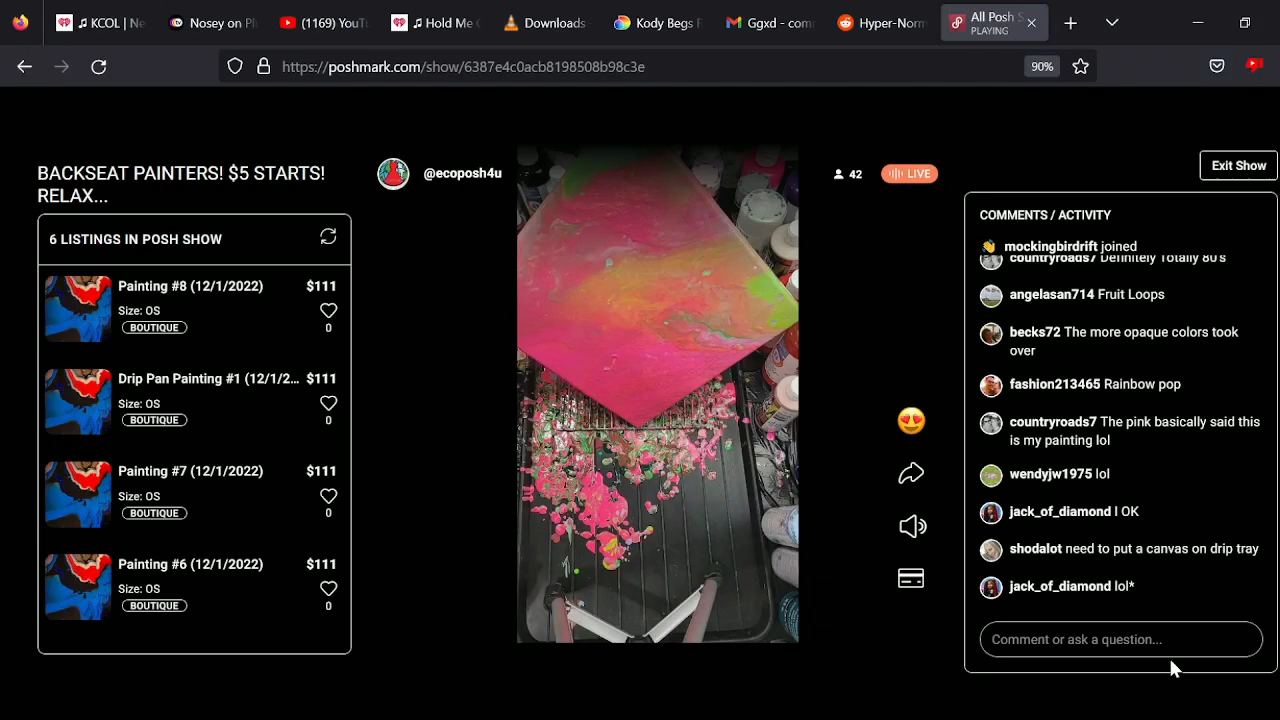 KCOL | Ne
Nosey on Pl
(1169) YouTu
Hold Me
Downloads
Kody Begs F
Ggxd - com
Hyper-Norm
All Posh S
PLAYING
https://poshmark.com/show/6387e4c0acb8198508b98c3e
90%
BACKSEAT PAINTERS! $5 STARTS!
RELAX...
@ecoposh4u
42
LIVE
Exit Show
6 LISTINGS IN POSH SHOW
Painting #8 (12/1/2022) $111
Size: OS
BOUTIQUE
0
Drip Pan Painting #1 (12/1/2... $111
Size: OS
BOUTIQUE
0
Painting #7 (12/1/2022) $111
Size: OS
BOUTIQUE
0
Painting #6 (12/1/2022) $111
Size: OS
BOUTIQUE
0
COMMENTS / ACTIVITY
mockingbirdrift joined
countryroads7 Definitely Totally 80's
angelasan714 Fruit Loops
becks72 The more opaque colors took
over
fashion213465 Rainbow pop
countryroads7 The pink basically said this
is my painting lol
wendyjw1975 lol
jack_of_diamond I OK
shodalot need to put a canvas on drip tray
jack_of_diamond lol*
Comment or ask a question...